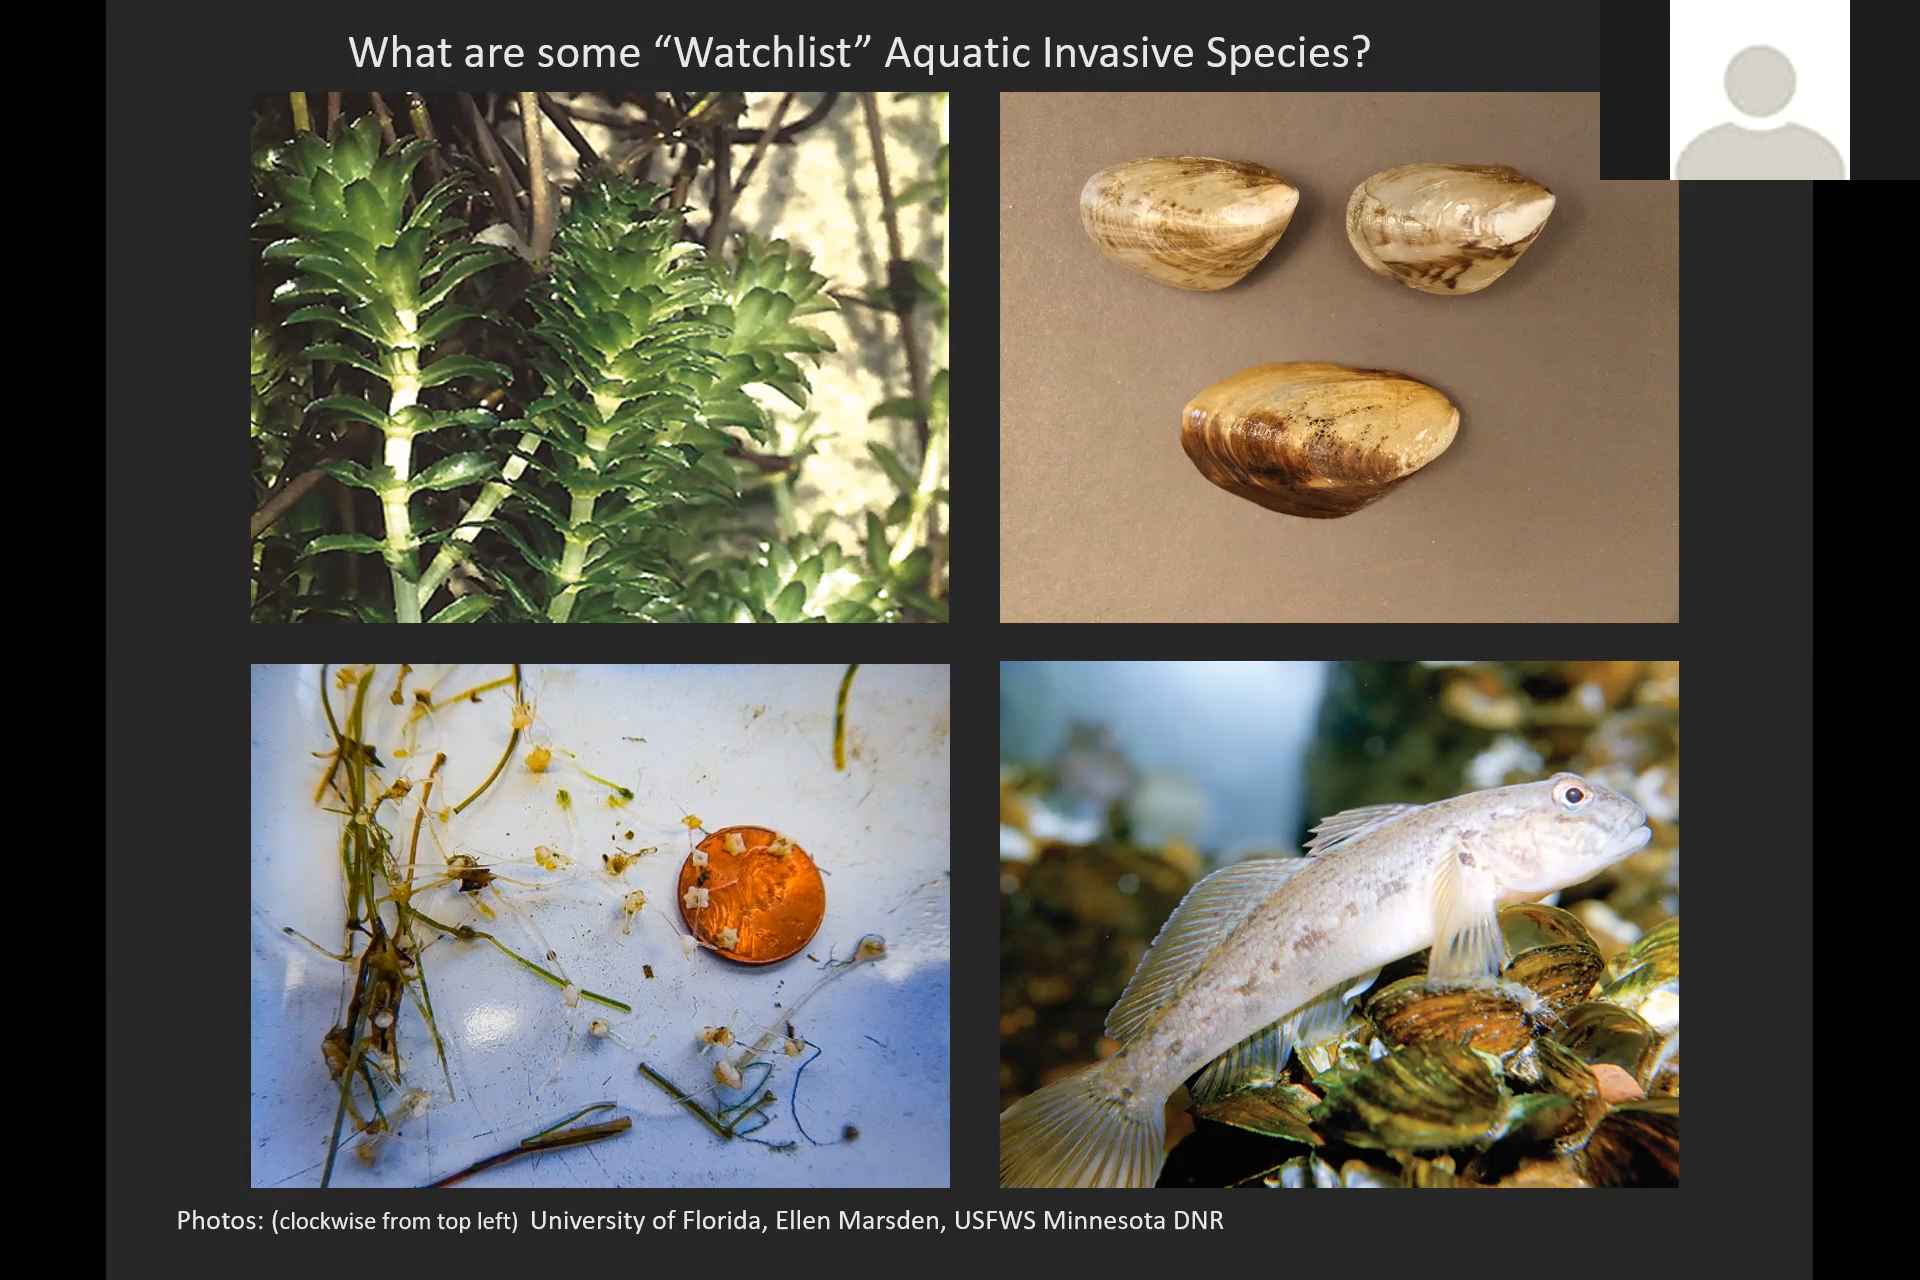 What are some “Watchlist” Aquatic Invasive Species?
Photos: (clockwise from top left) University of Florida, Ellen Marsden, USFWS Minnesota DNR